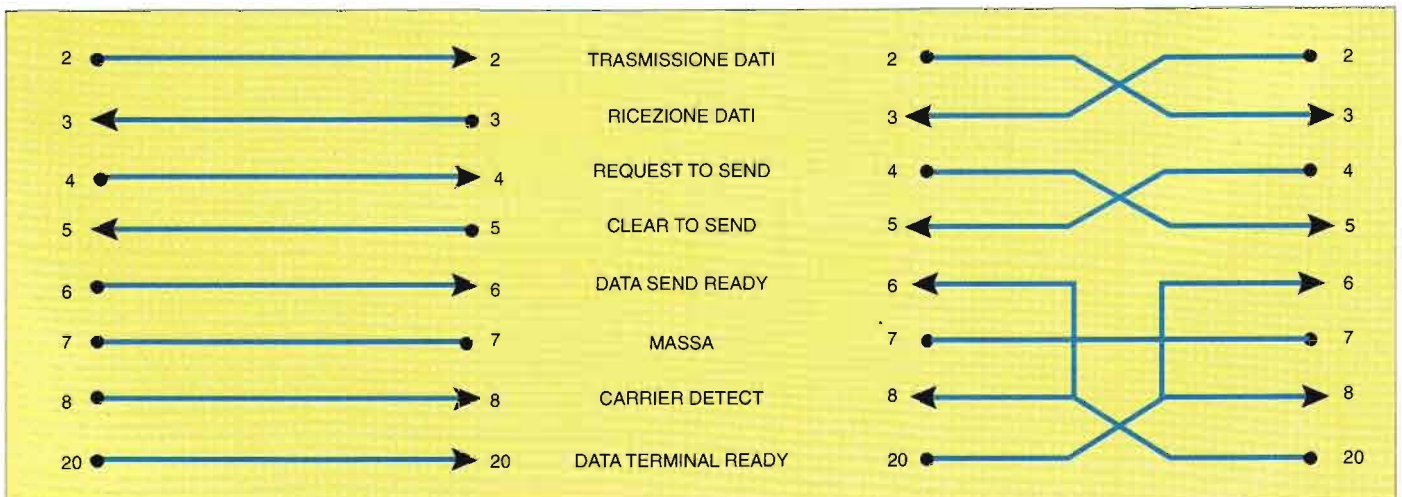 2 2 TRASMISSIONE DATI 2 2
3 3 RICEZIONE DATI 3 3
4 4 REQUEST TO SEND 4 4
5 5 CLEAR TO SEND 5 5
6 6 DATA SEND READY 6 6
7 7 MASSA 7 7
8 8 CARRIER DETECT 8 8
20 20 DATA TERMINAL READY 20 20